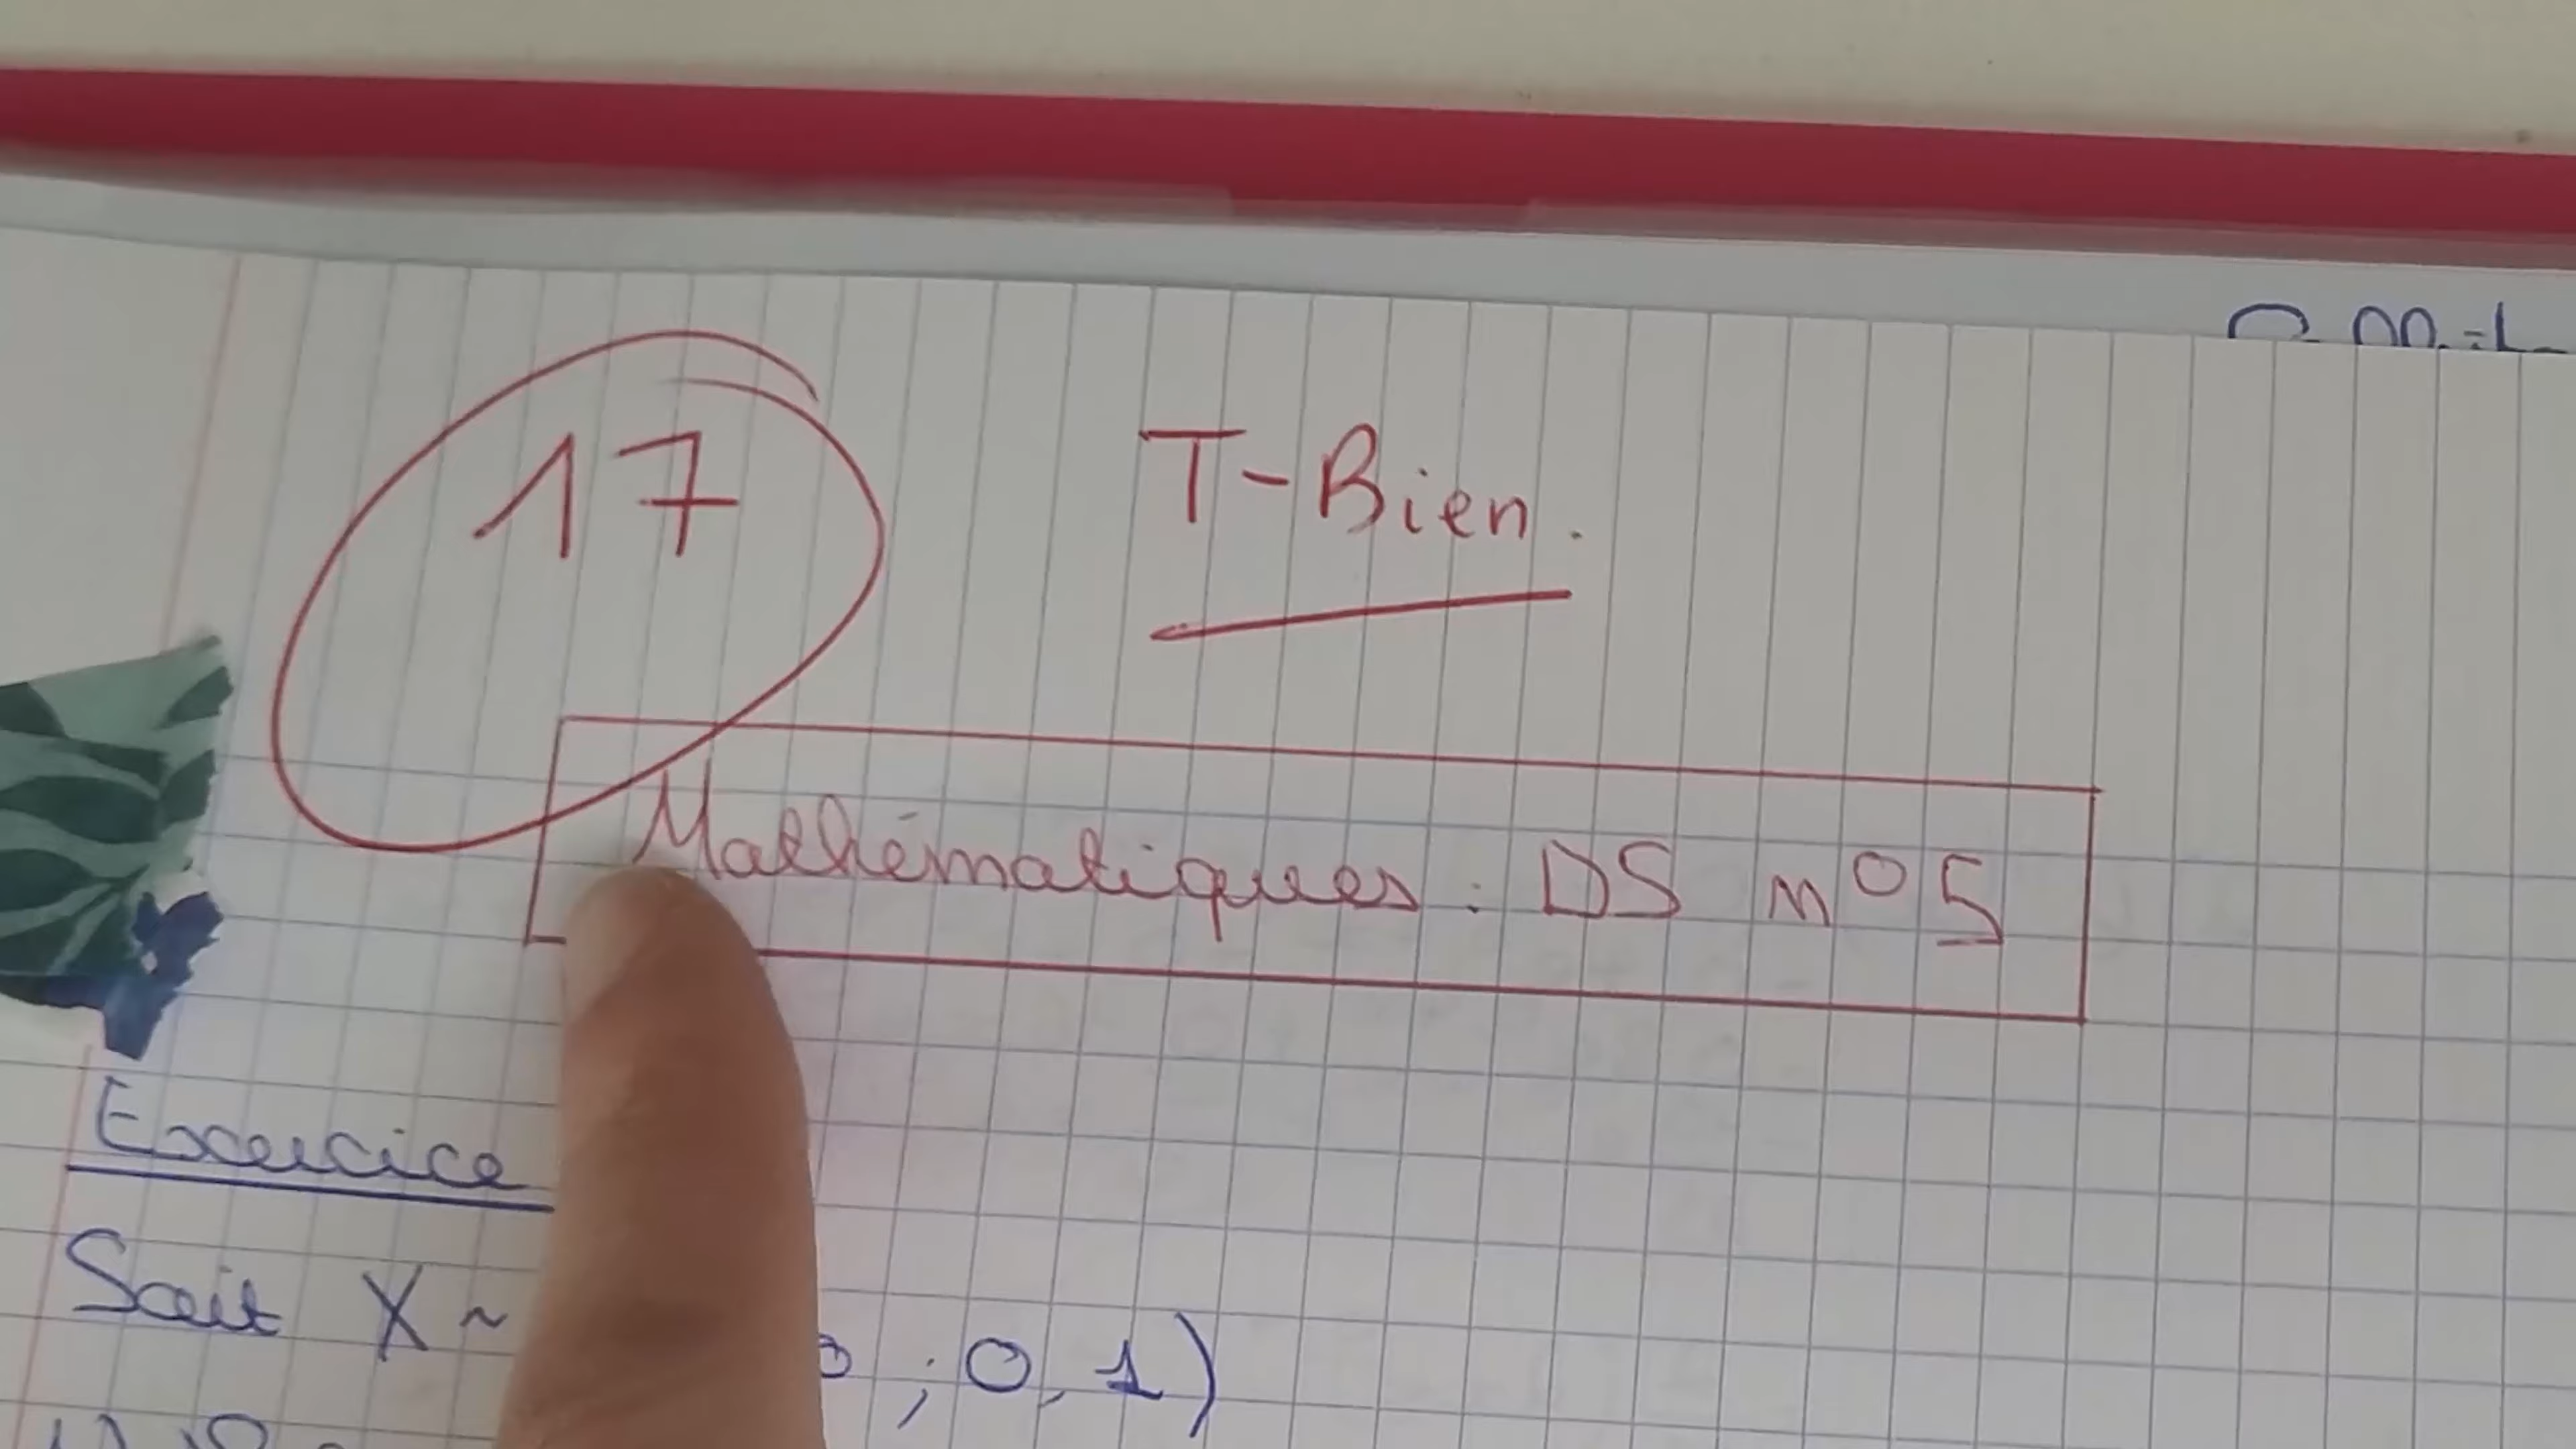 17 T-Bien.
Mathématiques : DS n°5
Exercice
Soit X ~ ; 0,1)